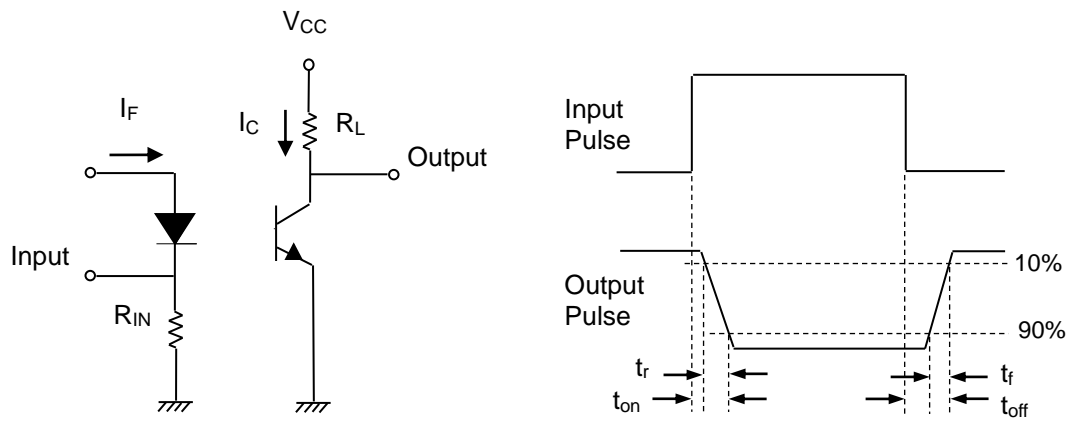 VCC
IF
IC
RL
Output
Input
RIN
Input
Pulse
10%
Output
Pulse
90%
tr
tf
ton
toff